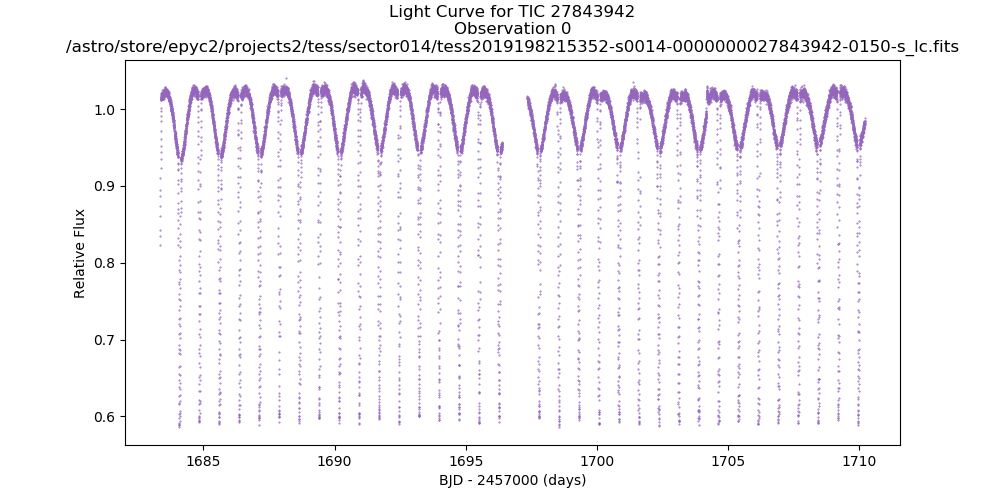 Light Curve for TIC 27843942
Observation 0
/astro/store/epyc2/projects2/tess/sector014/tess2019198215352-s0014-0000000027843942-0150-s_lc.fits
1.0
0.9
0.8
0.7
0.6
Relative Flux
1685
1690
1695
1700
1705
1710
BJD - 2457000 (days)